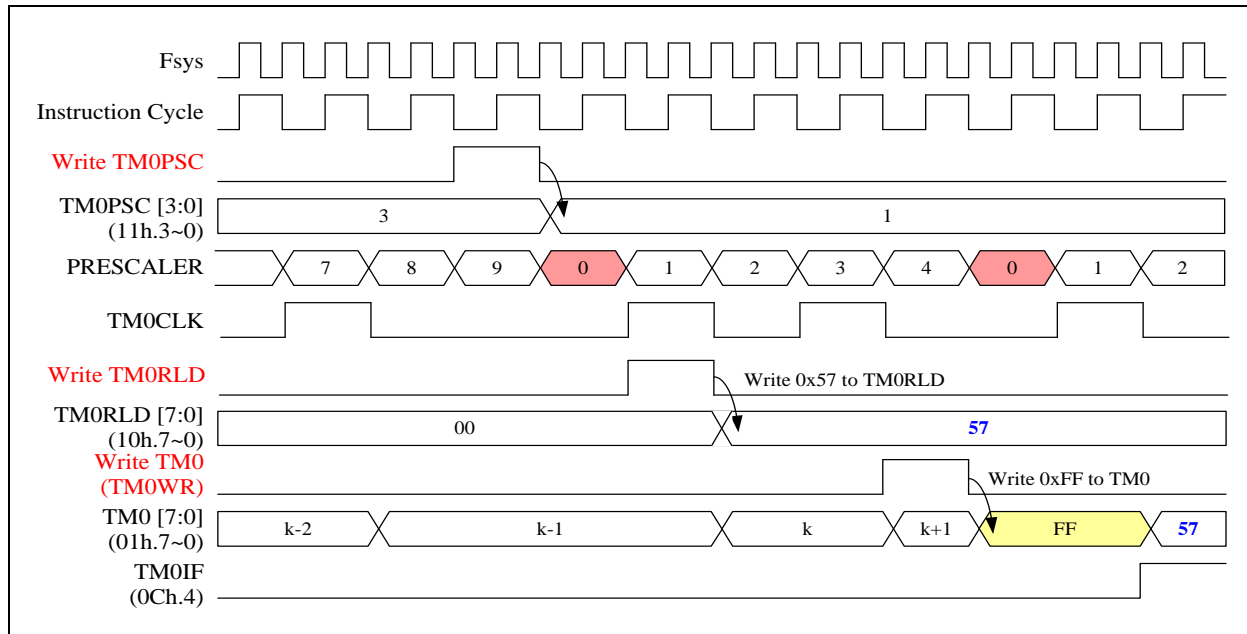 Fsys
Instruction Cycle
Write TM0PSC
TM0PSC [3:0]
(11h.3~0)
3 1
PRESCALER
7 8 9 0 1 2 3 4 0 1 2
TM0CLK
Write TM0RLD
Write 0x57 to TM0RLD
TM0RLD [7:0]
(10h.7~0)
00 57
Write TM0
(TM0WR)
Write 0xFF to TM0
TM0 [7:0]
(01h.7~0)
k-2 k-1 k k+1 FF 57
TM0IF
(0Ch.4)